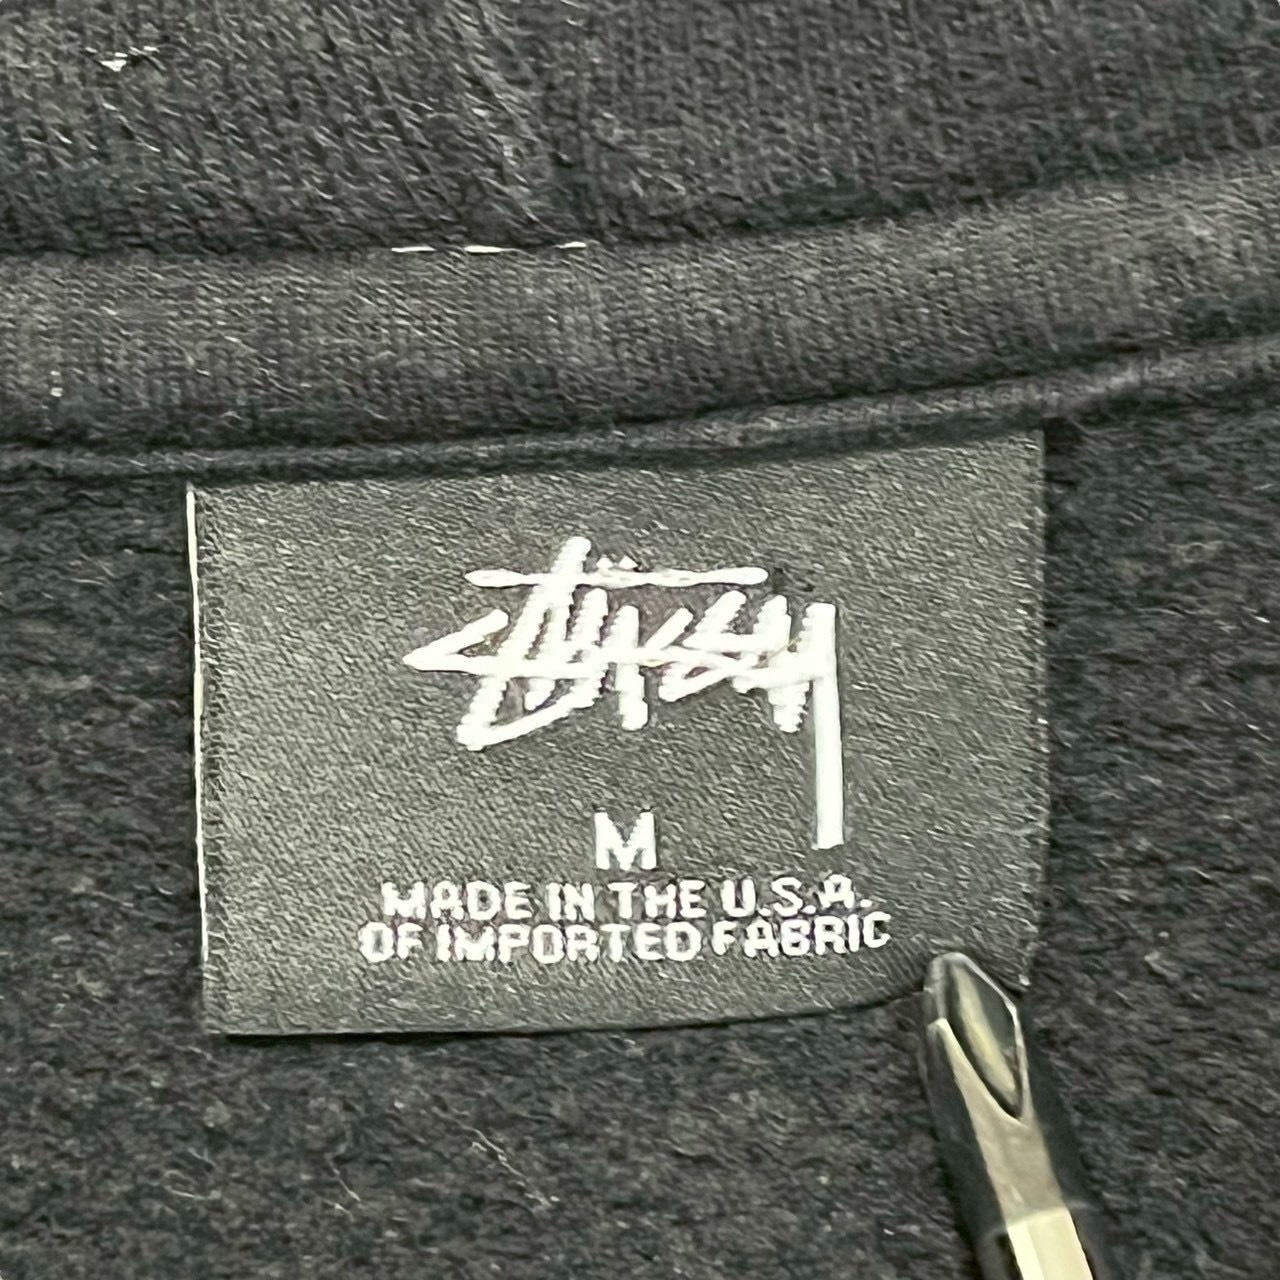 Stüssy
M
MADE IN THE U.S.A.
OF IMPORTED FABRIC